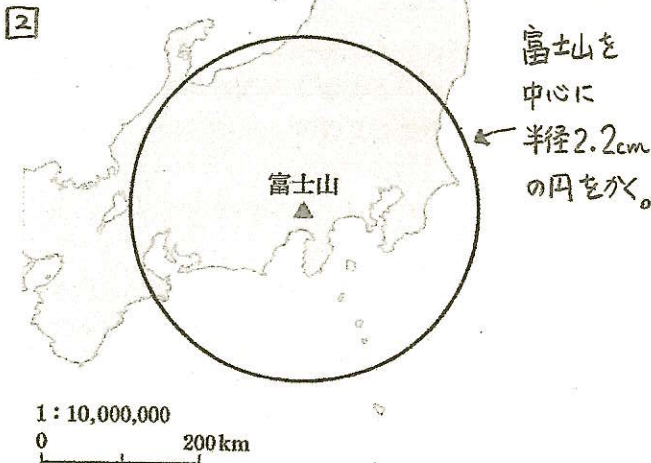 2
富士山を
中心に
半径2.2cm
の円をかく。
富士山
1:10,000,000
0 200km